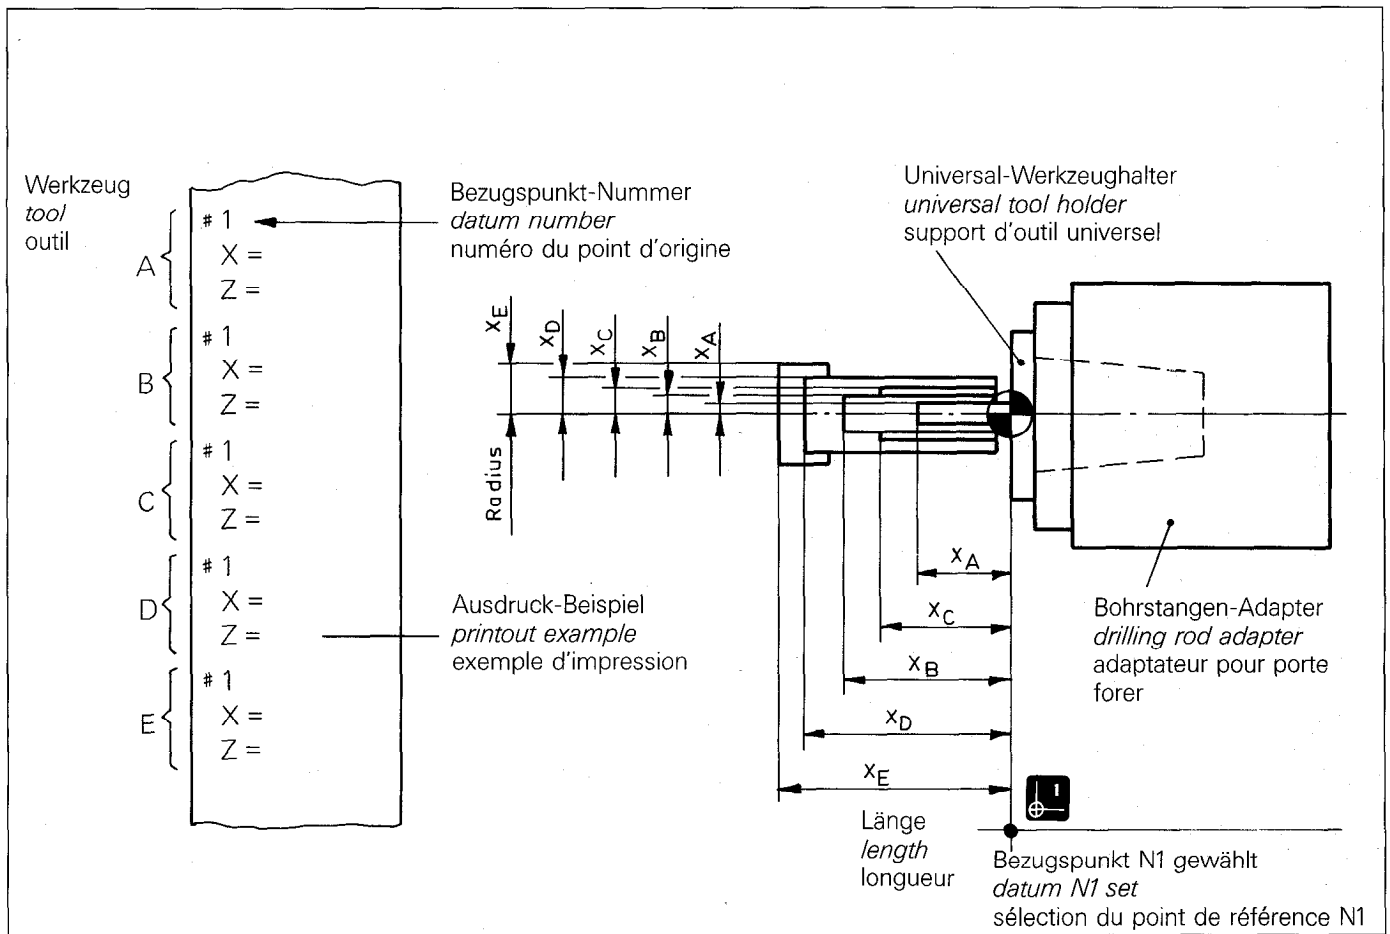 Werkzeug
tool
outil
A
# 1
X =
Z =
B
# 1
X =
Z =
C
# 1
X =
Z =
D
# 1
X =
Z =
E
# 1
X =
Z =
Bezugspunkt-Nummer
datum number
numéro du point d'origine
Ausdruck-Beispiel
printout example
exemple d'impression
Universal-Werkzeughalter
universal tool holder
support d'outil universel
XE
XD
XC
XB
XA
Radius
XA
XC
XB
XD
XE
Länge
length
longueur
Bohrstangen-Adapter
drilling rod adapter
adaptateur pour porte
forer
1
Bezugspunkt N1 gewählt
datum N1 set
sélection du point de référence N1